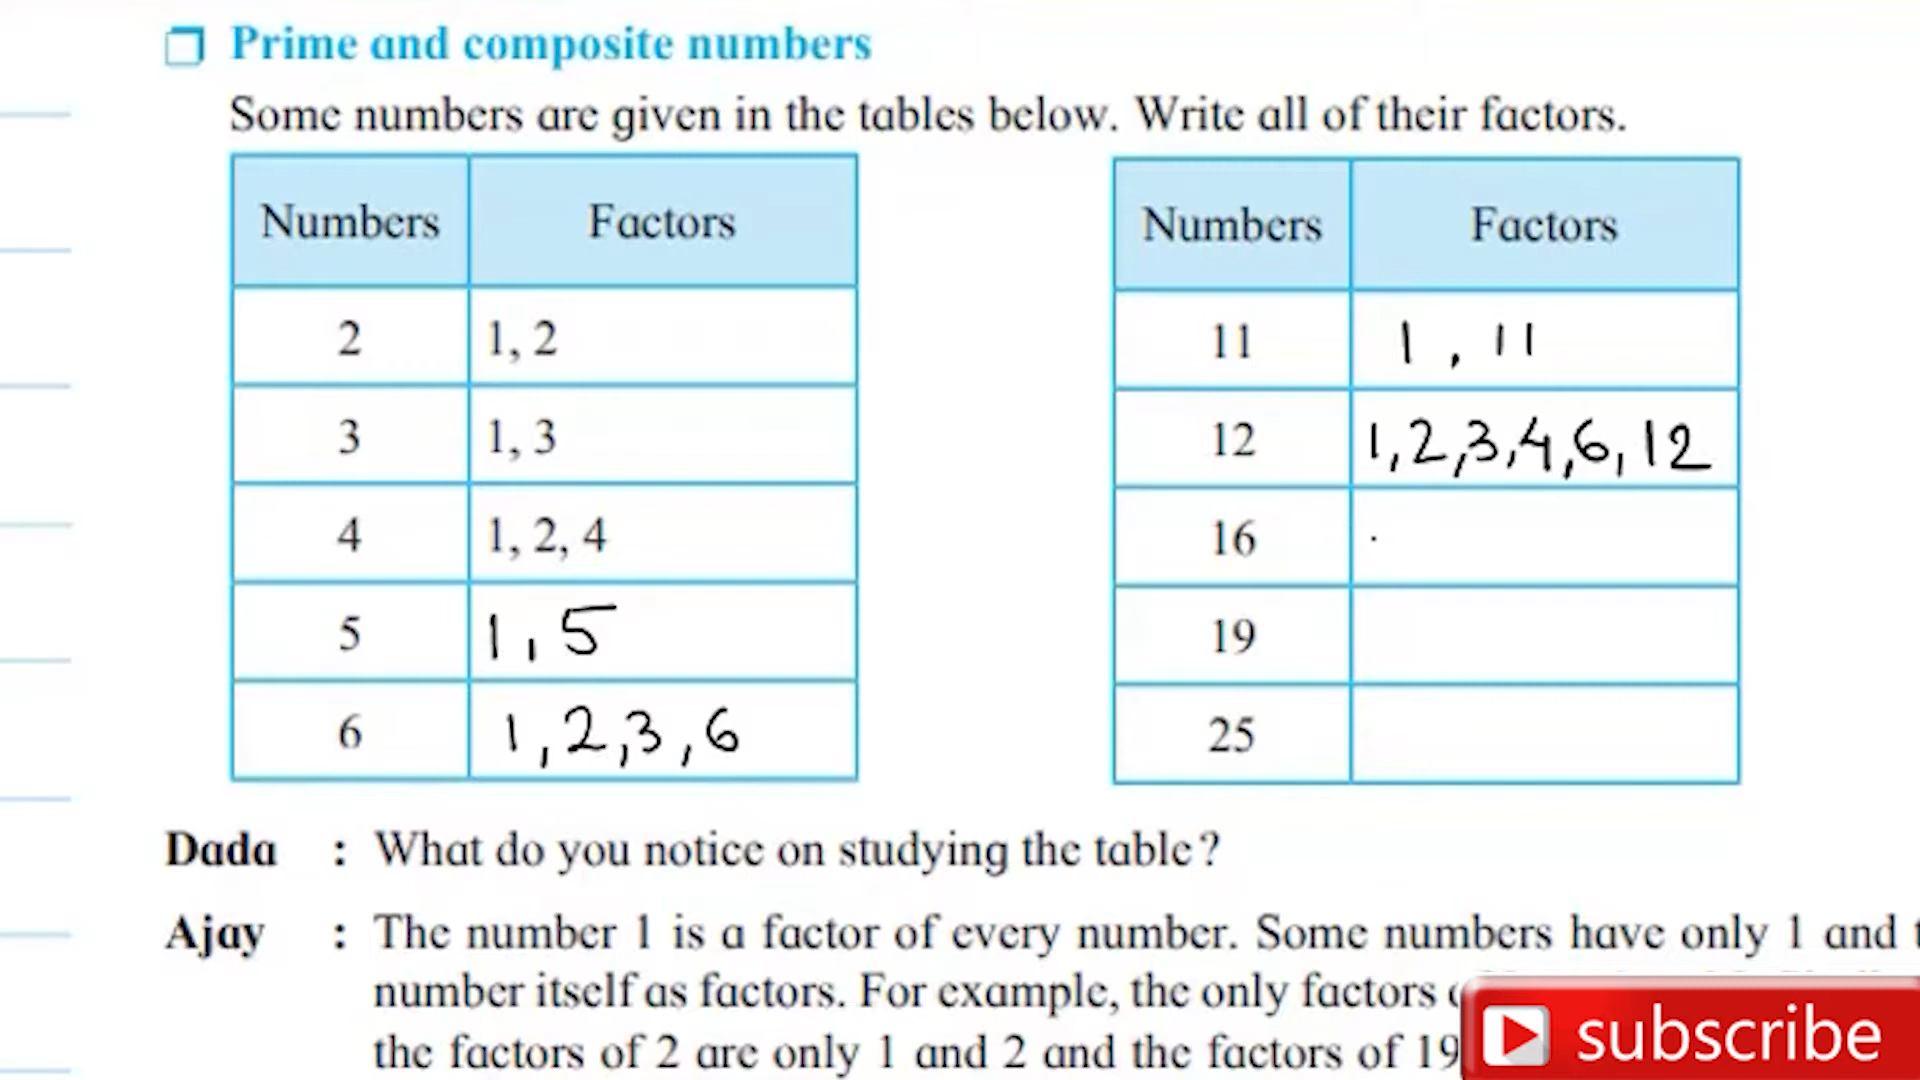 Prime and composite numbers
Some numbers are given in the tables below. Write all of their factors.
Numbers Factors
2 1, 2
3 1, 3
4 1, 2, 4
5 1, 5
6 1, 2, 3, 6
Numbers Factors
11 1, 11
12 1, 2, 3, 4, 6, 12
16
19
25
Dada : What do you notice on studying the table?
Ajay : The number 1 is a factor of every number. Some numbers have only 1 and
number itself as factors. For example, the only factors
the factors of 2 are only 1 and 2 and the factors of 19
subscribe